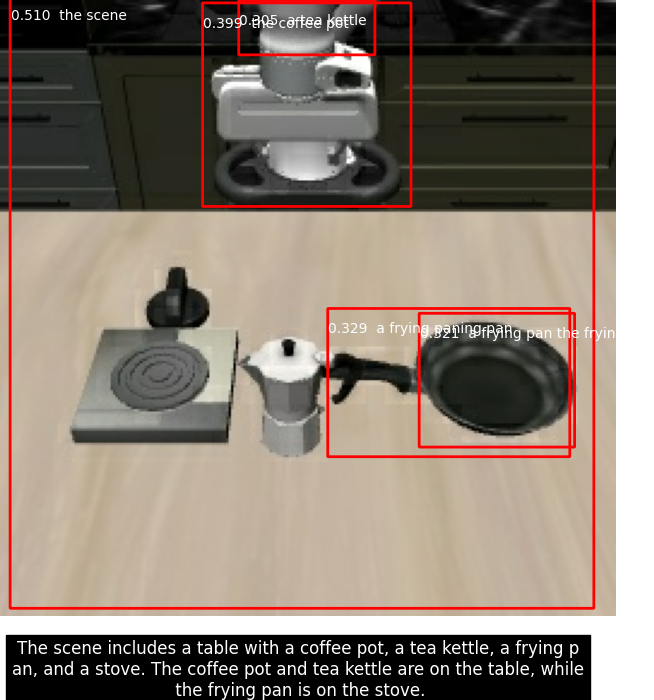 0.510  the scene
0.399  the coffee pot
0.305  a tea kettle
0.329  a frying paning pan
0.321  a frying pan the fryin
The scene includes a table with a coffee pot, a tea kettle, a frying p
an, and a stove. The coffee pot and tea kettle are on the table, while
the frying pan is on the stove.